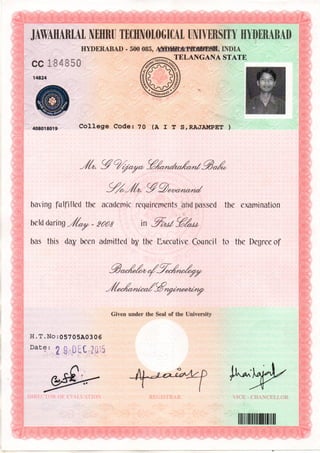 JAWAHARLAL NEHRU TECHNOLOGICAL UNIVERSITY HYDERABAD
HYDERABAD - 500 085, ANDHRA PRADESH, INDIA
TELANGANA STATE
CC 184850
14824
408018019
College Code: 70 (A I T S,RAJAMPET )
Mr. G Vijaya Chandrakant Babu
S/o Mr. G Devanand
having fulfilled the academic requirements and passed the examination
held during May - 2008 in First Class
has this day been admitted by the Executive Council to the Degree of
Bachelor of Technology
Mechanical Engineering
Given under the Seal of the University
H.T.No:05705A0306
Date: 29 DEC 2015
DIRECTOR OF EVALUATION REGISTRAR VICE - CHANCELLOR